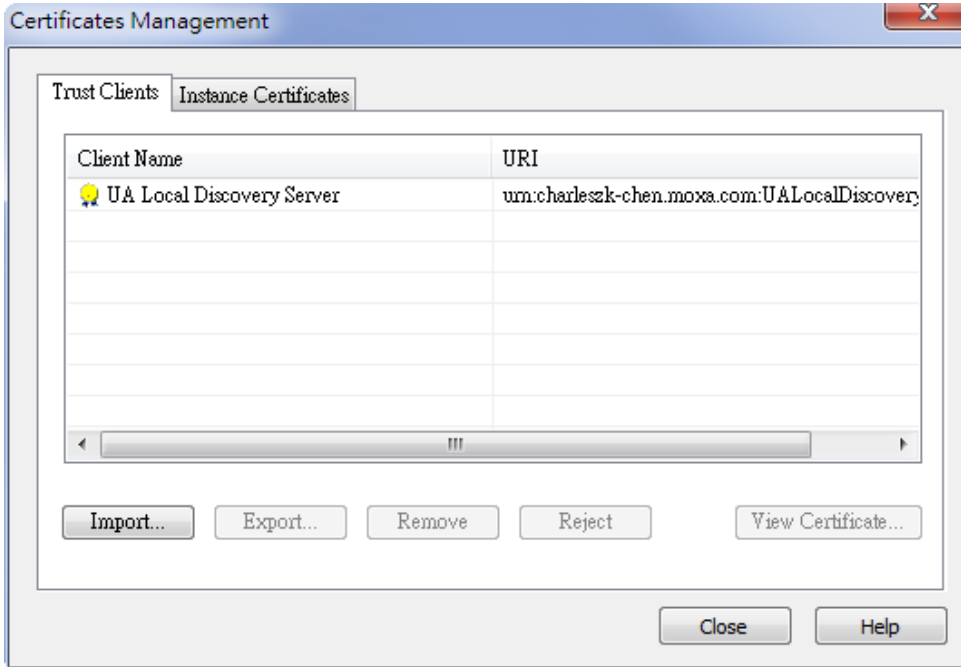 Certificates Management
Trust Clients Instance Certificates
Client Name URI
UA Local Discovery Server urn:charleszk-chen.moxa.com:UALocalDiscovery
Import... Export... Remove Reject View Certificate...
Close Help